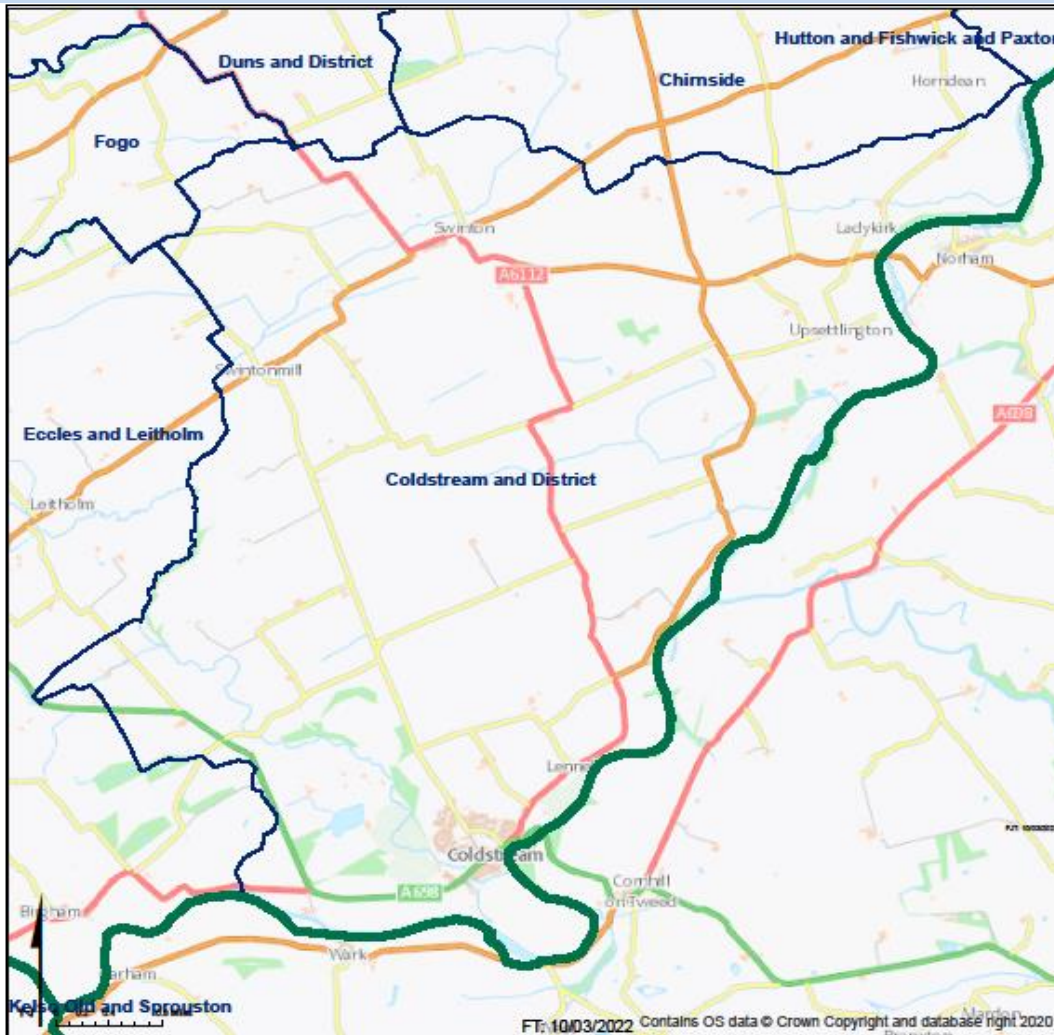 Duns and District
Hutton and Fishwick and Paxton
Chirnside
Horndean
Fogo
Swinton
Ladykirk
Norham
A6112
Upsettlington
Swintonmill
A698
Eccles and Leitholm
Coldstream and District
Leitholm
Lennel
Coldstream
Cornhill
on Tweed
A698
Birgham
Wark
Carham
Kelso Old and Sprouston
FT: 10/03/2022 Contains OS data © Crown Copyright and database right 2020